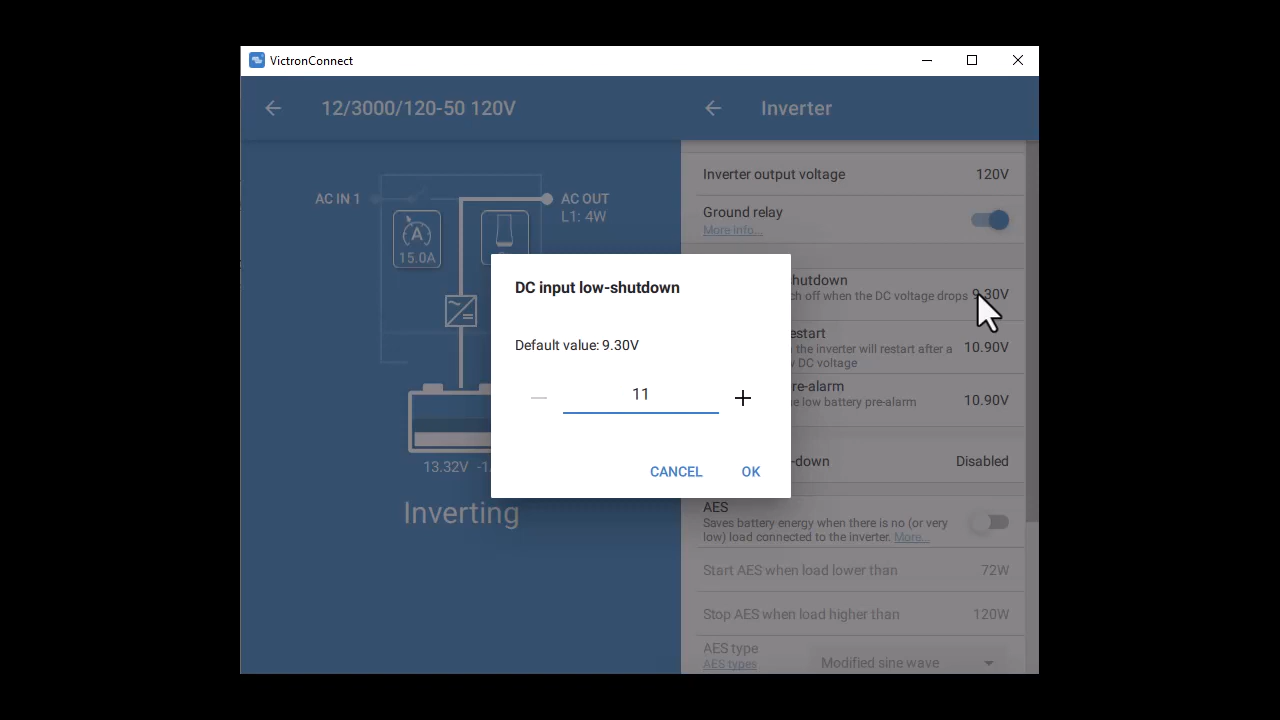 VictronConnect
12/3000/120-50 120V
Inverter
AC IN 1
AC OUT
L1: 4W
A
15.0A
13.32V
Inverting
Inverter output voltage 120V
Ground relay
More info...
hutdown
ch off when the DC voltage drops 9.30V
estart
the inverter will restart after a 10.90V
DC voltage
re-alarm
low battery pre-alarm 10.90V
-down Disabled
AES
Saves battery energy when there is no (or very
low) load connected to the inverter. More...
Start AES when load lower than 72W
Stop AES when load higher than 120W
AES type
AES types
Modified sine wave
DC input low-shutdown
Default value: 9.30V
11
CANCEL OK